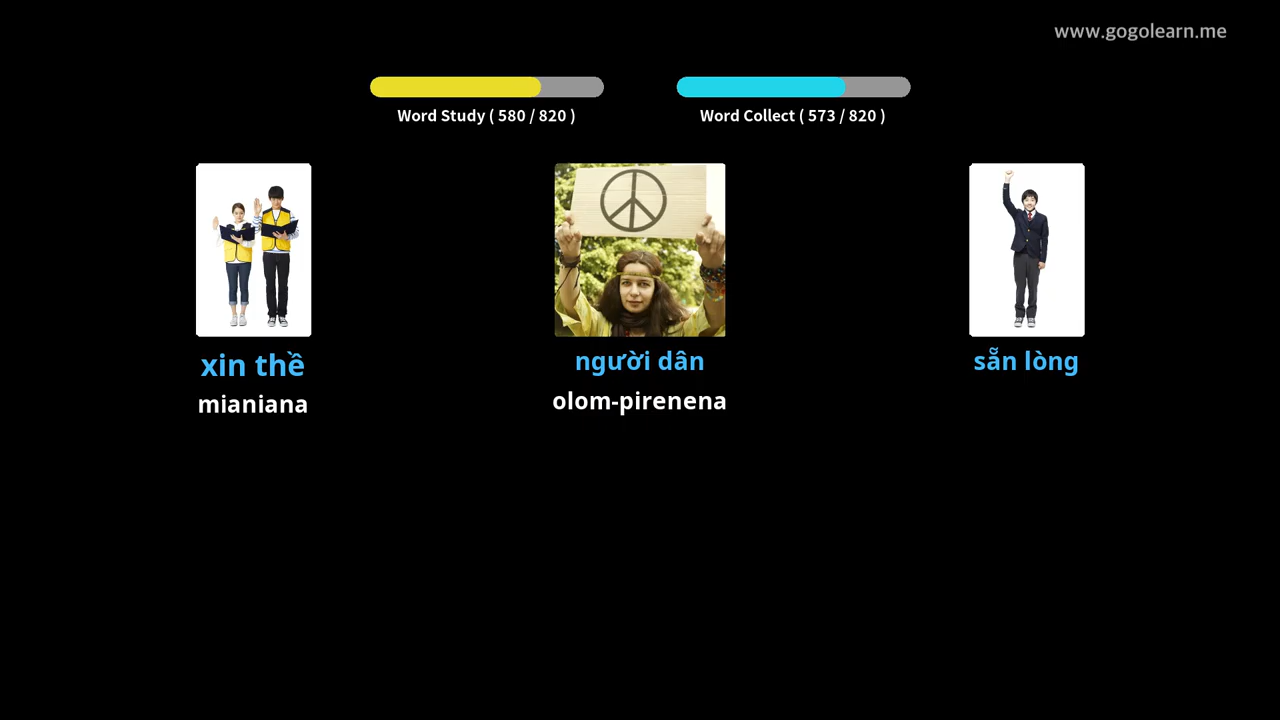 www.gogolearn.me
Word Study ( 580 / 820 )
Word Collect ( 573 / 820 )
xin thề
mianiana
người dân
olom-pirenena
sẵn lòng